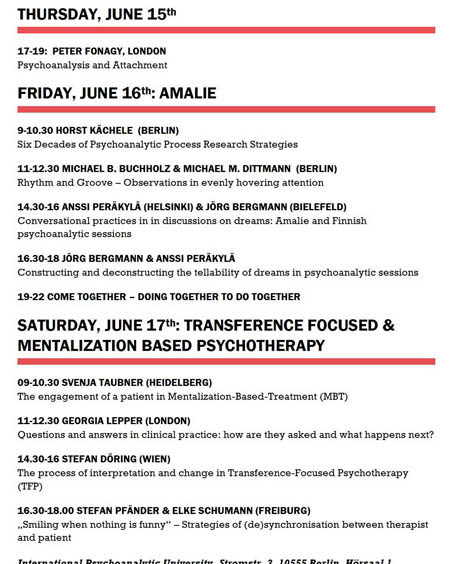 THURSDAY, JUNE 15th
17-19: PETER FONAGY, LONDON
Psychoanalysis and Attachment
FRIDAY, JUNE 16th: AMALIE
9-10.30 HORST KÄCHELE (BERLIN)
Six Decades of Psychoanalytic Process Research Strategies
11-12.30 MICHAEL B. BUCHHOLZ & MICHAEL M. DITTMANN (BERLIN)
Rhythm and Groove – Observations in evenly hovering attention
14.30-16 ANSSI PERÄKYLÄ (HELSINKI) & JÖRG BERGMANN (BIELEFELD)
Conversational practices in in discussions on dreams: Amalie and Finnish
psychoanalytic sessions
16.30-18 JÖRG BERGMANN & ANSSI PERÄKYLÄ
Constructing and deconstructing the tellability of dreams in psychoanalytic sessions
19-22 COME TOGETHER – DOING TOGETHER TO DO TOGETHER
SATURDAY, JUNE 17th: TRANSFERENCE FOCUSED &
MENTALIZATION BASED PSYCHOTHERAPY
09-10.30 SVENJA TAUBNER (HEIDELBERG)
The engagement of a patient in Mentalization-Based-Treatment (MBT)
11-12.30 GEORGIA LEPPER (LONDON)
Questions and answers in clinical practice: how are they asked and what happens next?
14.30-16 STEFAN DÖRING (WIEN)
The process of interpretation and change in Transference-Focused Psychotherapy
(TFP)
16.30-18.00 STEFAN PFÄNDER & ELKE SCHUMANN (FREIBURG)
„Smiling when nothing is funny“ – Strategies of (de)synchronisation between therapist
and patient
International Psychoanalytic University, Stromstr. 3, 10555 Berlin, Hörsaal 1